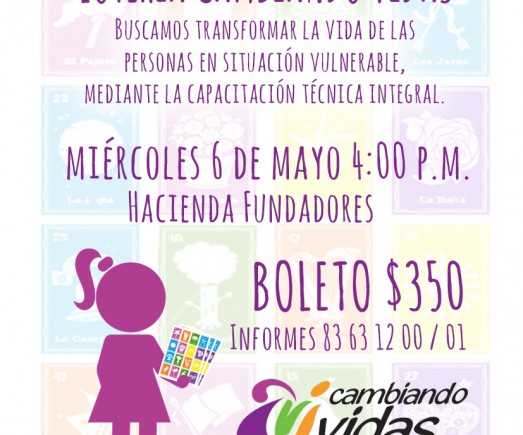 BUSCAMOS TRANSFORMAR LA VIDA DE LAS
PERSONAS EN SITUACIÓN VULNERABLE,
MEDIANTE LA CAPACITACIÓN TÉCNICA INTEGRAL.
MIÉRCOLES 6 DE MAYO 4:00 P.M.
HACIENDA FUNDADORES
BOLETO $350
INFORMES 83 63 12 00 / 01
cambiando
vidas